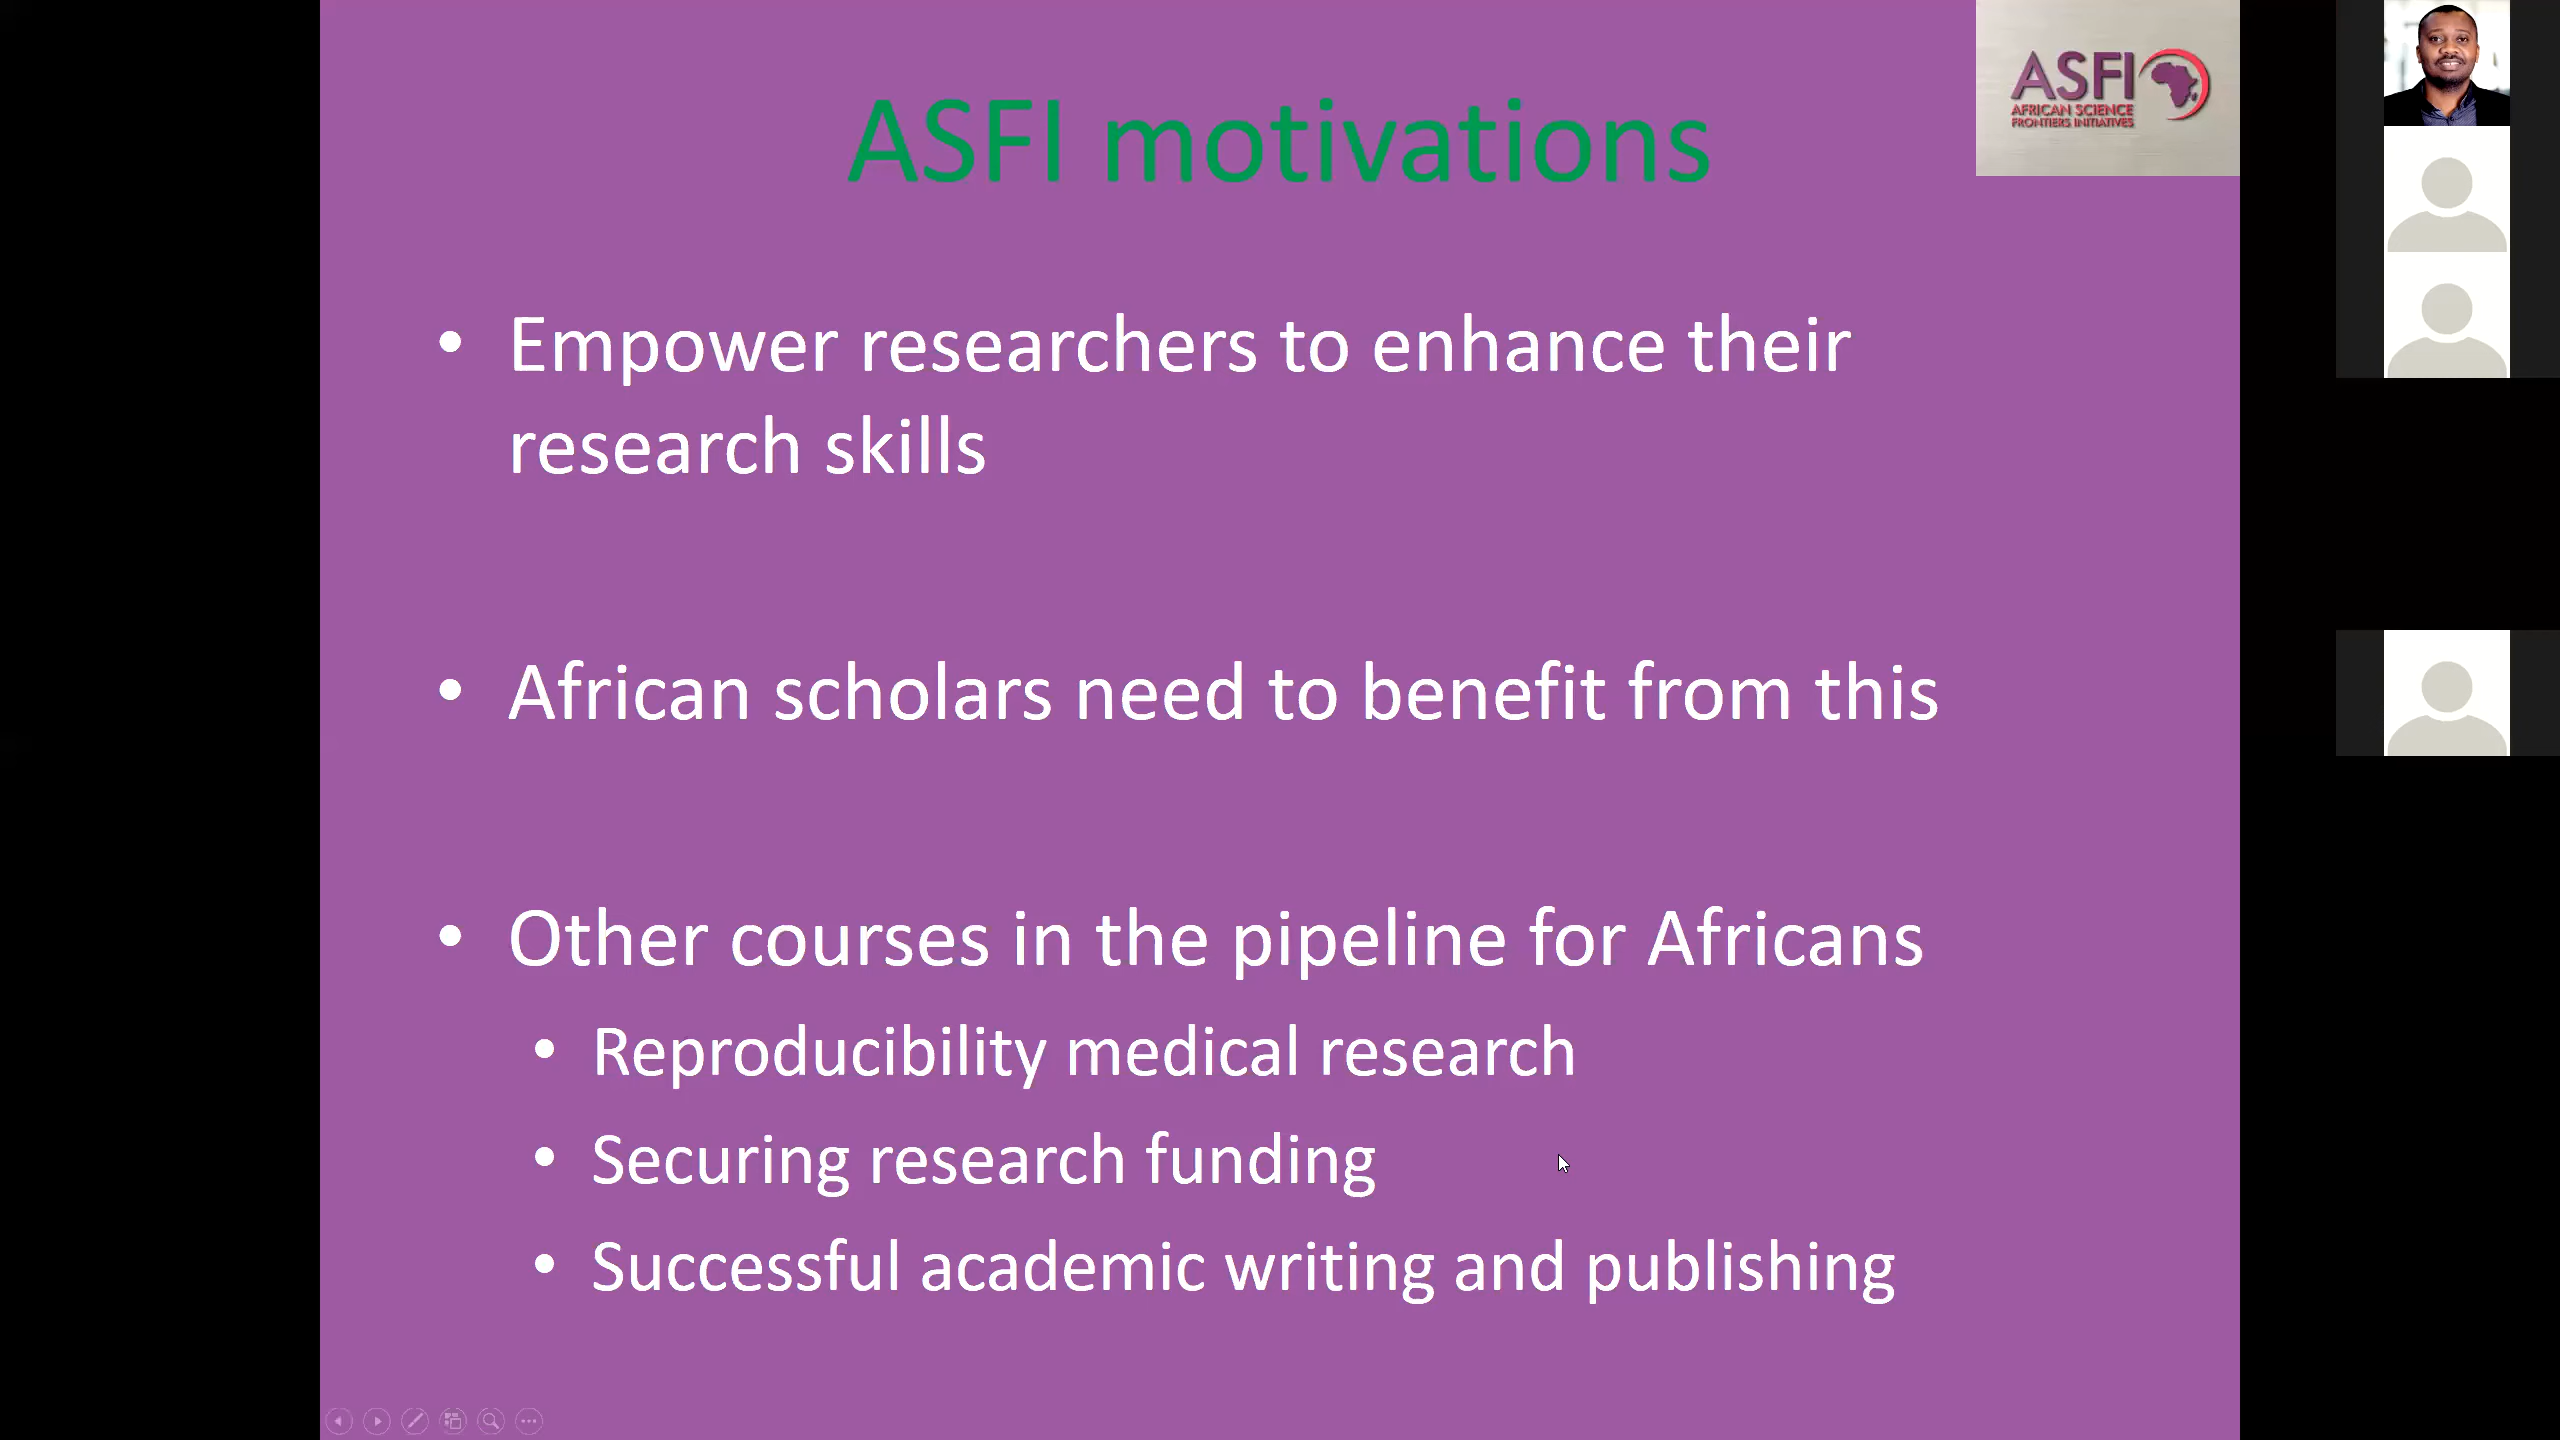 ASFI motivations
ASFI
AFRICAN SCIENCE
FRONTIERS INITIATIVES
• Empower researchers to enhance their
research skills
• African scholars need to benefit from this
• Other courses in the pipeline for Africans
• Reproducibility medical research
• Securing research funding
• Successful academic writing and publishing